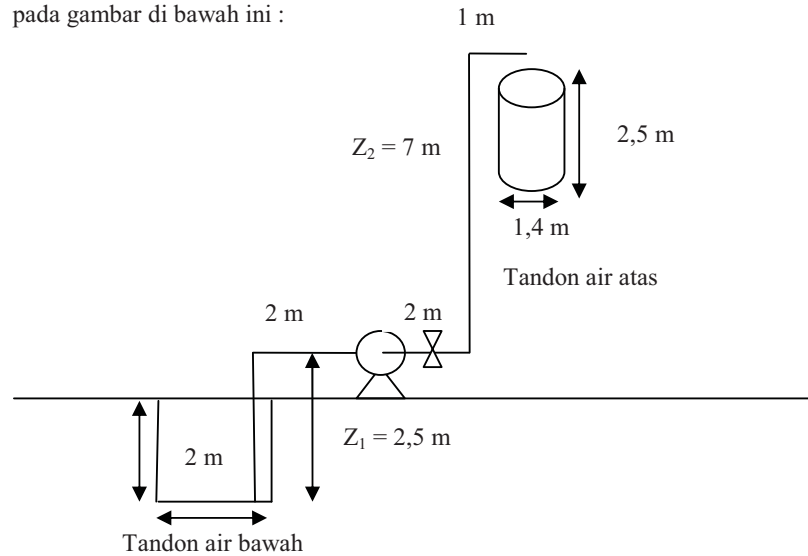 pada gambar di bawah ini :
1 m
Z₂ = 7 m
2,5 m
1,4 m
Tandon air atas
2 m
2 m
Z₁ = 2,5 m
2 m
Tandon air bawah